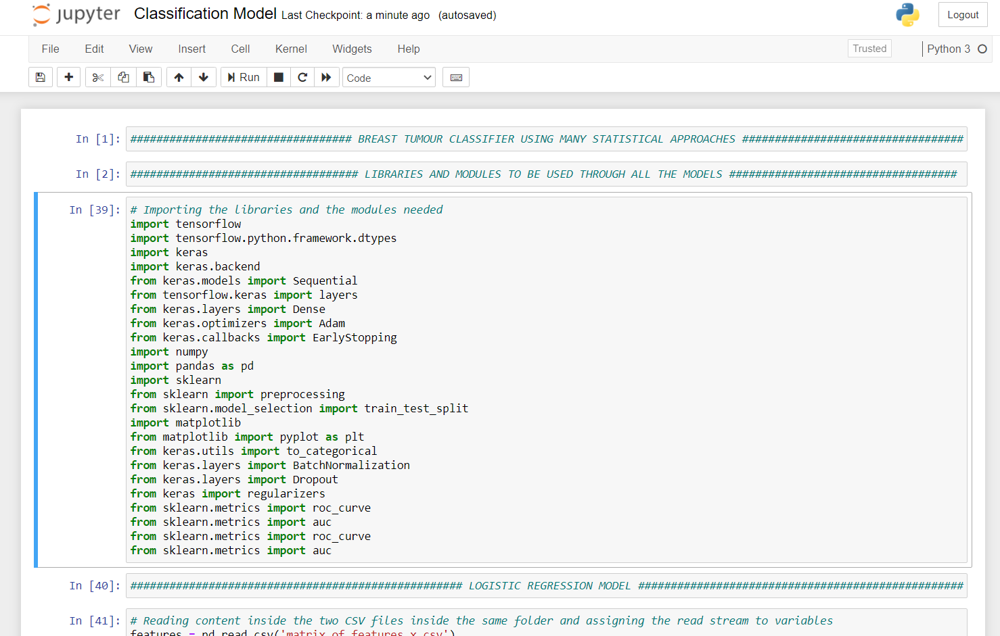 jupyter Classification Model Last Checkpoint: a minute ago (autosaved) Logout
File Edit View Insert Cell Kernel Widgets Help Trusted Python 3
Run Code
In [1]: ################################## BREAST TUMOUR CLASSIFIER USING MANY STATISTICAL APPROACHES ##################################
In [2]: ################################### LIBRARIES AND MODULES TO BE USED THROUGH ALL THE MODELS ###################################
In [39]: # Importing the libraries and the modules needed
import tensorflow
import tensorflow.python.framework.dtypes
import keras
import keras.backend
from keras.models import Sequential
from tensorflow.keras import layers
from keras.layers import Dense
from keras.optimizers import Adam
from keras.callbacks import EarlyStopping
import numpy
import pandas as pd
import sklearn
from sklearn import preprocessing
from sklearn.model_selection import train_test_split
import matplotlib
from matplotlib import pyplot as plt
from keras.utils import to_categorical
from keras.layers import BatchNormalization
from keras.layers import Dropout
from keras import regularizers
from sklearn.metrics import roc_curve
from sklearn.metrics import auc
from sklearn.metrics import roc_curve
from sklearn.metrics import auc
In [40]: ################################################### LOGISTIC REGRESSION MODEL ##################################################
In [41]: # Reading content inside the two CSV files inside the same folder and assigning the read stream to variables
features = pd.read_csv('matrix_of_features_x.csv')